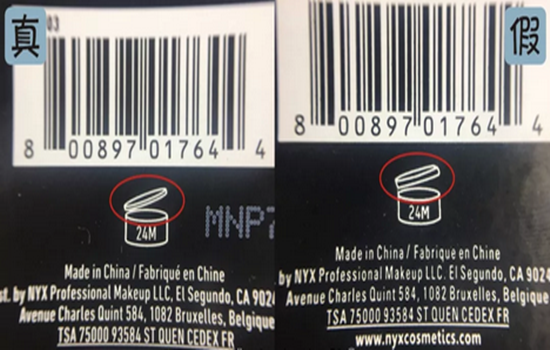 真
03
8 00897 01764 4
24M
MNP7
Made in China / Fabriqué en Chine
st. by NYX Professional Makeup LLC, El Segundo, CA 9024
Avenue Charles Quint 584, 1082 Bruxelles, Belgique
TSA 75000 93584 ST QUEN CEDEX FR
假
8 00897 01764 4
24M
Made in China / Fabrique en Chine
by NYX Professional Makeup LLC. El Segundo, CA 9024
Avenue Charles Quint 584, 1082 Bruxelles, Belgique
TSA 75000 93584 ST QUEN CEDEX FR
www.nyxcosmetics.com